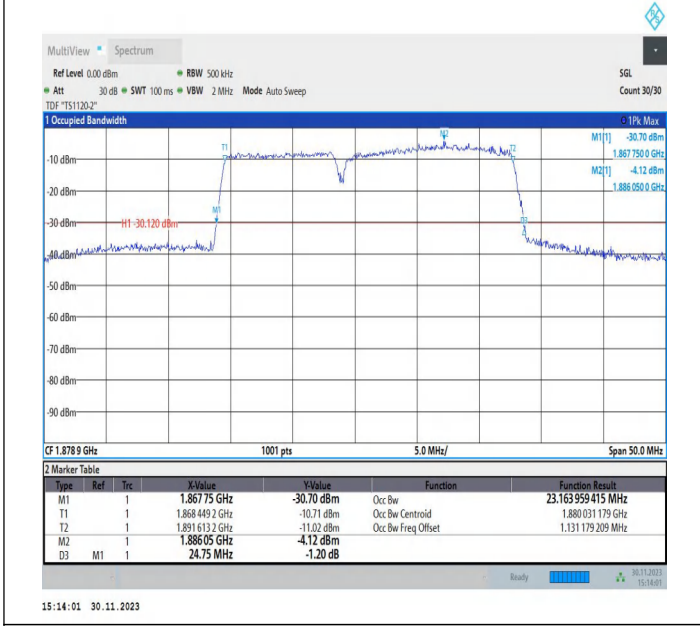 R S
MultiView Spectrum
Ref Level 0.00 dBm RBW 500 kHz SGL
Att 30 dB SWT 100 ms VBW 2 MHz Mode Auto Sweep Count 30/30
TDF "TS1120-2"
1 Occupied Bandwidth 1Pk Max
M1[1] -30.70 dBm
1.867 750 0 GHz
M2[1] -4.12 dBm
1.886 050 0 GHz
M2
T1
T2
-10 dBm
-20 dBm
M1
-30 dBm
H1 -30.120 dBm
D3
-40 dBm
-50 dBm
-60 dBm
-70 dBm
-80 dBm
-90 dBm
CF 1.878 9 GHz 1001 pts 5.0 MHz/ Span 50.0 MHz
2 Marker Table
Type Ref Trc X-Value Y-Value Function Function Result
M1 1 1.867 75 GHz -30.70 dBm Occ Bw 23.163 959 415 MHz
T1 1 1.868 449 2 GHz -10.71 dBm Occ Bw Centroid 1.880 031 179 GHz
T2 1 1.891 613 2 GHz -11.02 dBm Occ Bw Freq Offset 1.131 179 209 MHz
M2 1 1.886 05 GHz -4.12 dBm
D3 M1 1 24.75 MHz -1.20 dB
Ready 30.11.2023
15:14:01
15:14:01 30.11.2023